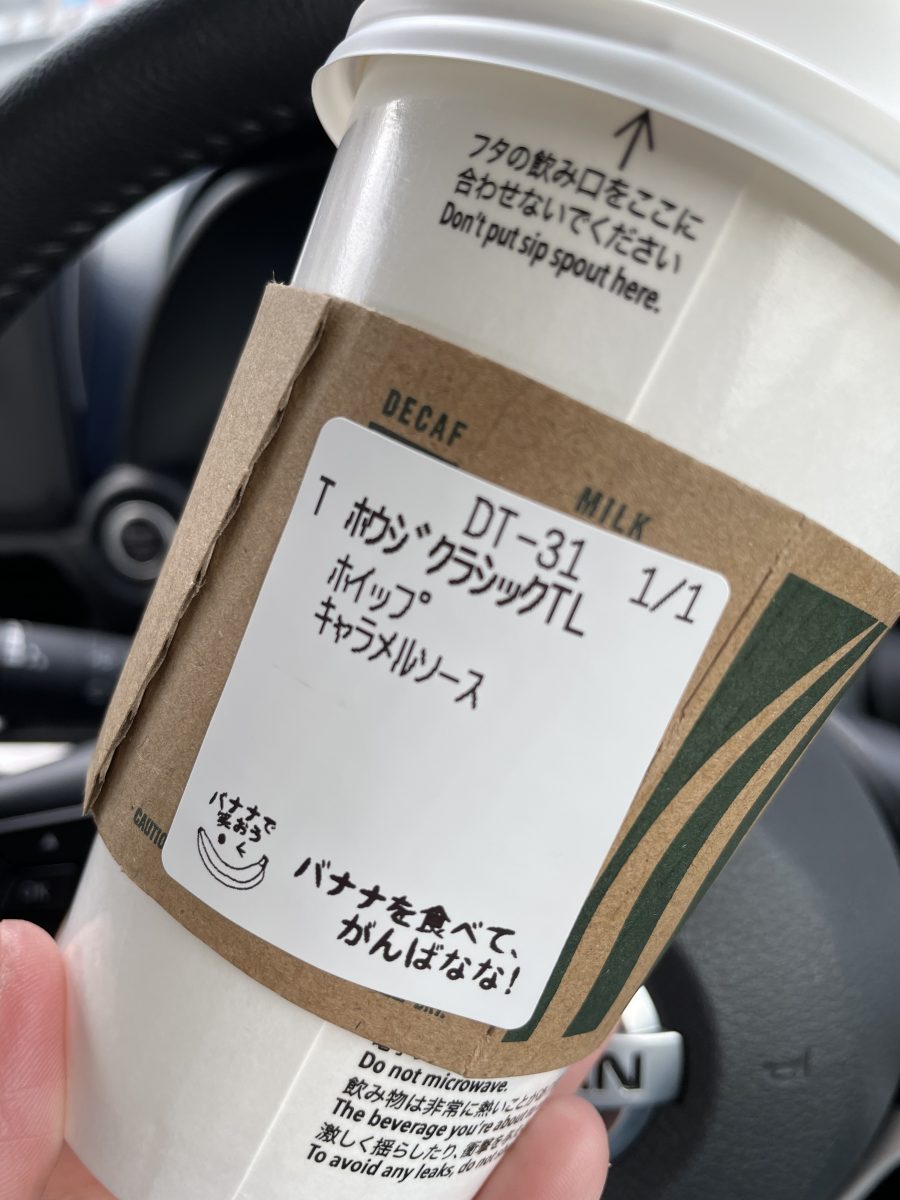 フタの飲み口をここに
合わせないでください
Don't put sip spout here.
DECAF
MILK
DT-31
1/1
T ホウジクラシックTL
ホイップ
キャラメルソース
バナナで
笑おう
バナナを食べて、
がんばなな!
Do not microwave.
飲み物は非常に熱いことが
The beverage you're about
激しく揺らしたり、衝撃を
To avoid any leaks, do not